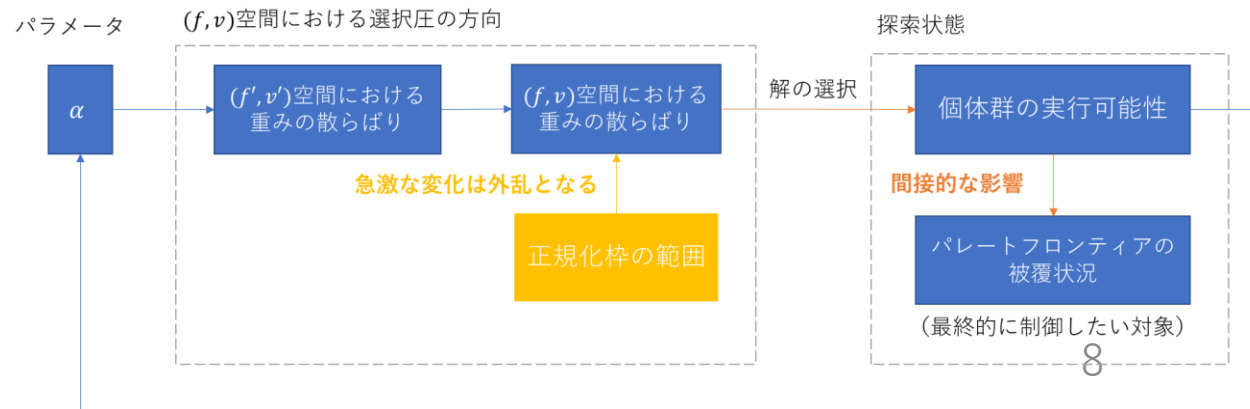 パラメータ
(f, v)空間における選択圧の方向
探索状態
α
(f′, v′)空間における
重みの散らばり
(f, v)空間における
重みの散らばり
解の選択
個体群の実行可能性
急激な変化は外乱となる
間接的な影響
正規化枠の範囲
パレートフロンティアの
被覆状況
(最終的に制御したい対象)
8